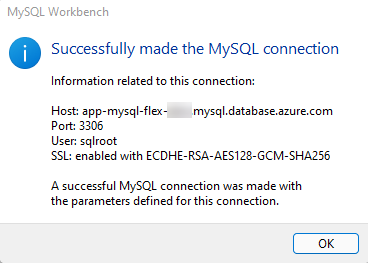 MySQL Workbench
Successfully made the MySQL connection
Information related to this connection:
Host: app-mysql-flex- mysql.database.azure.com
Port: 3306
User: sqlroot
SSL: enabled with ECDHE-RSA-AES128-GCM-SHA256
A successful MySQL connection was made with
the parameters defined for this connection.
OK